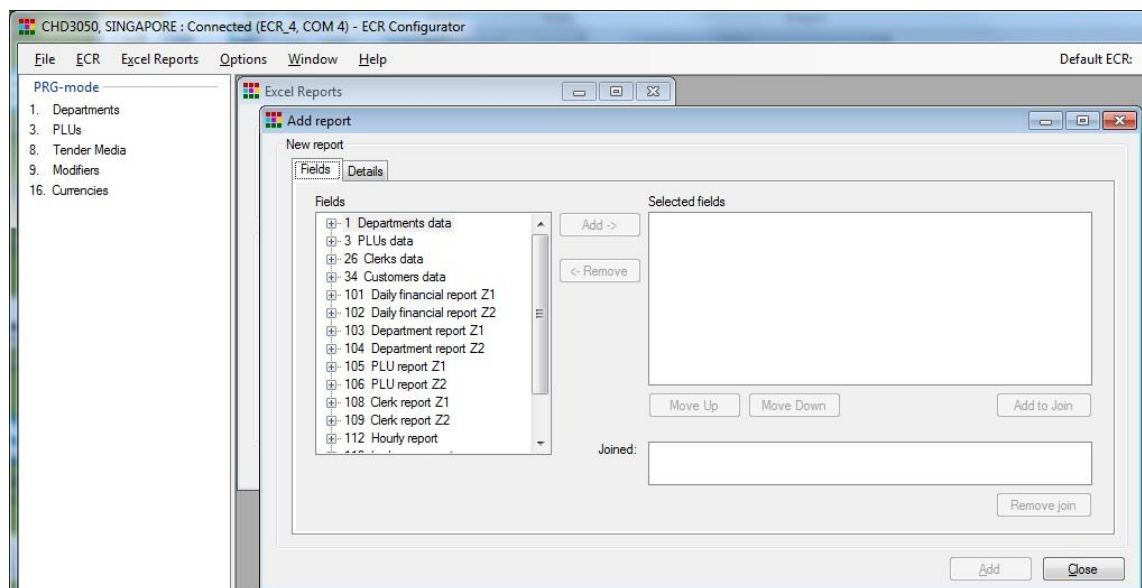 CHD3050, SINGAPORE : Connected (ECR_4, COM 4) - ECR Configurator
File ECR Excel Reports Options Window Help Default ECR:
PRG-mode
1. Departments
3. PLUs
8. Tender Media
9. Modifiers
16. Currencies
Excel Reports
Add report
New report
Fields Details
Fields
1 Departments data
3 PLUs data
26 Clerks data
34 Customers data
101 Daily financial report Z1
102 Daily financial report Z2
103 Department report Z1
104 Department report Z2
105 PLU report Z1
106 PLU report Z2
108 Clerk report Z1
109 Clerk report Z2
112 Hourly report
Add ->
<- Remove
Selected fields
Move Up Move Down Add to Join
Joined:
Remove join
Add Close